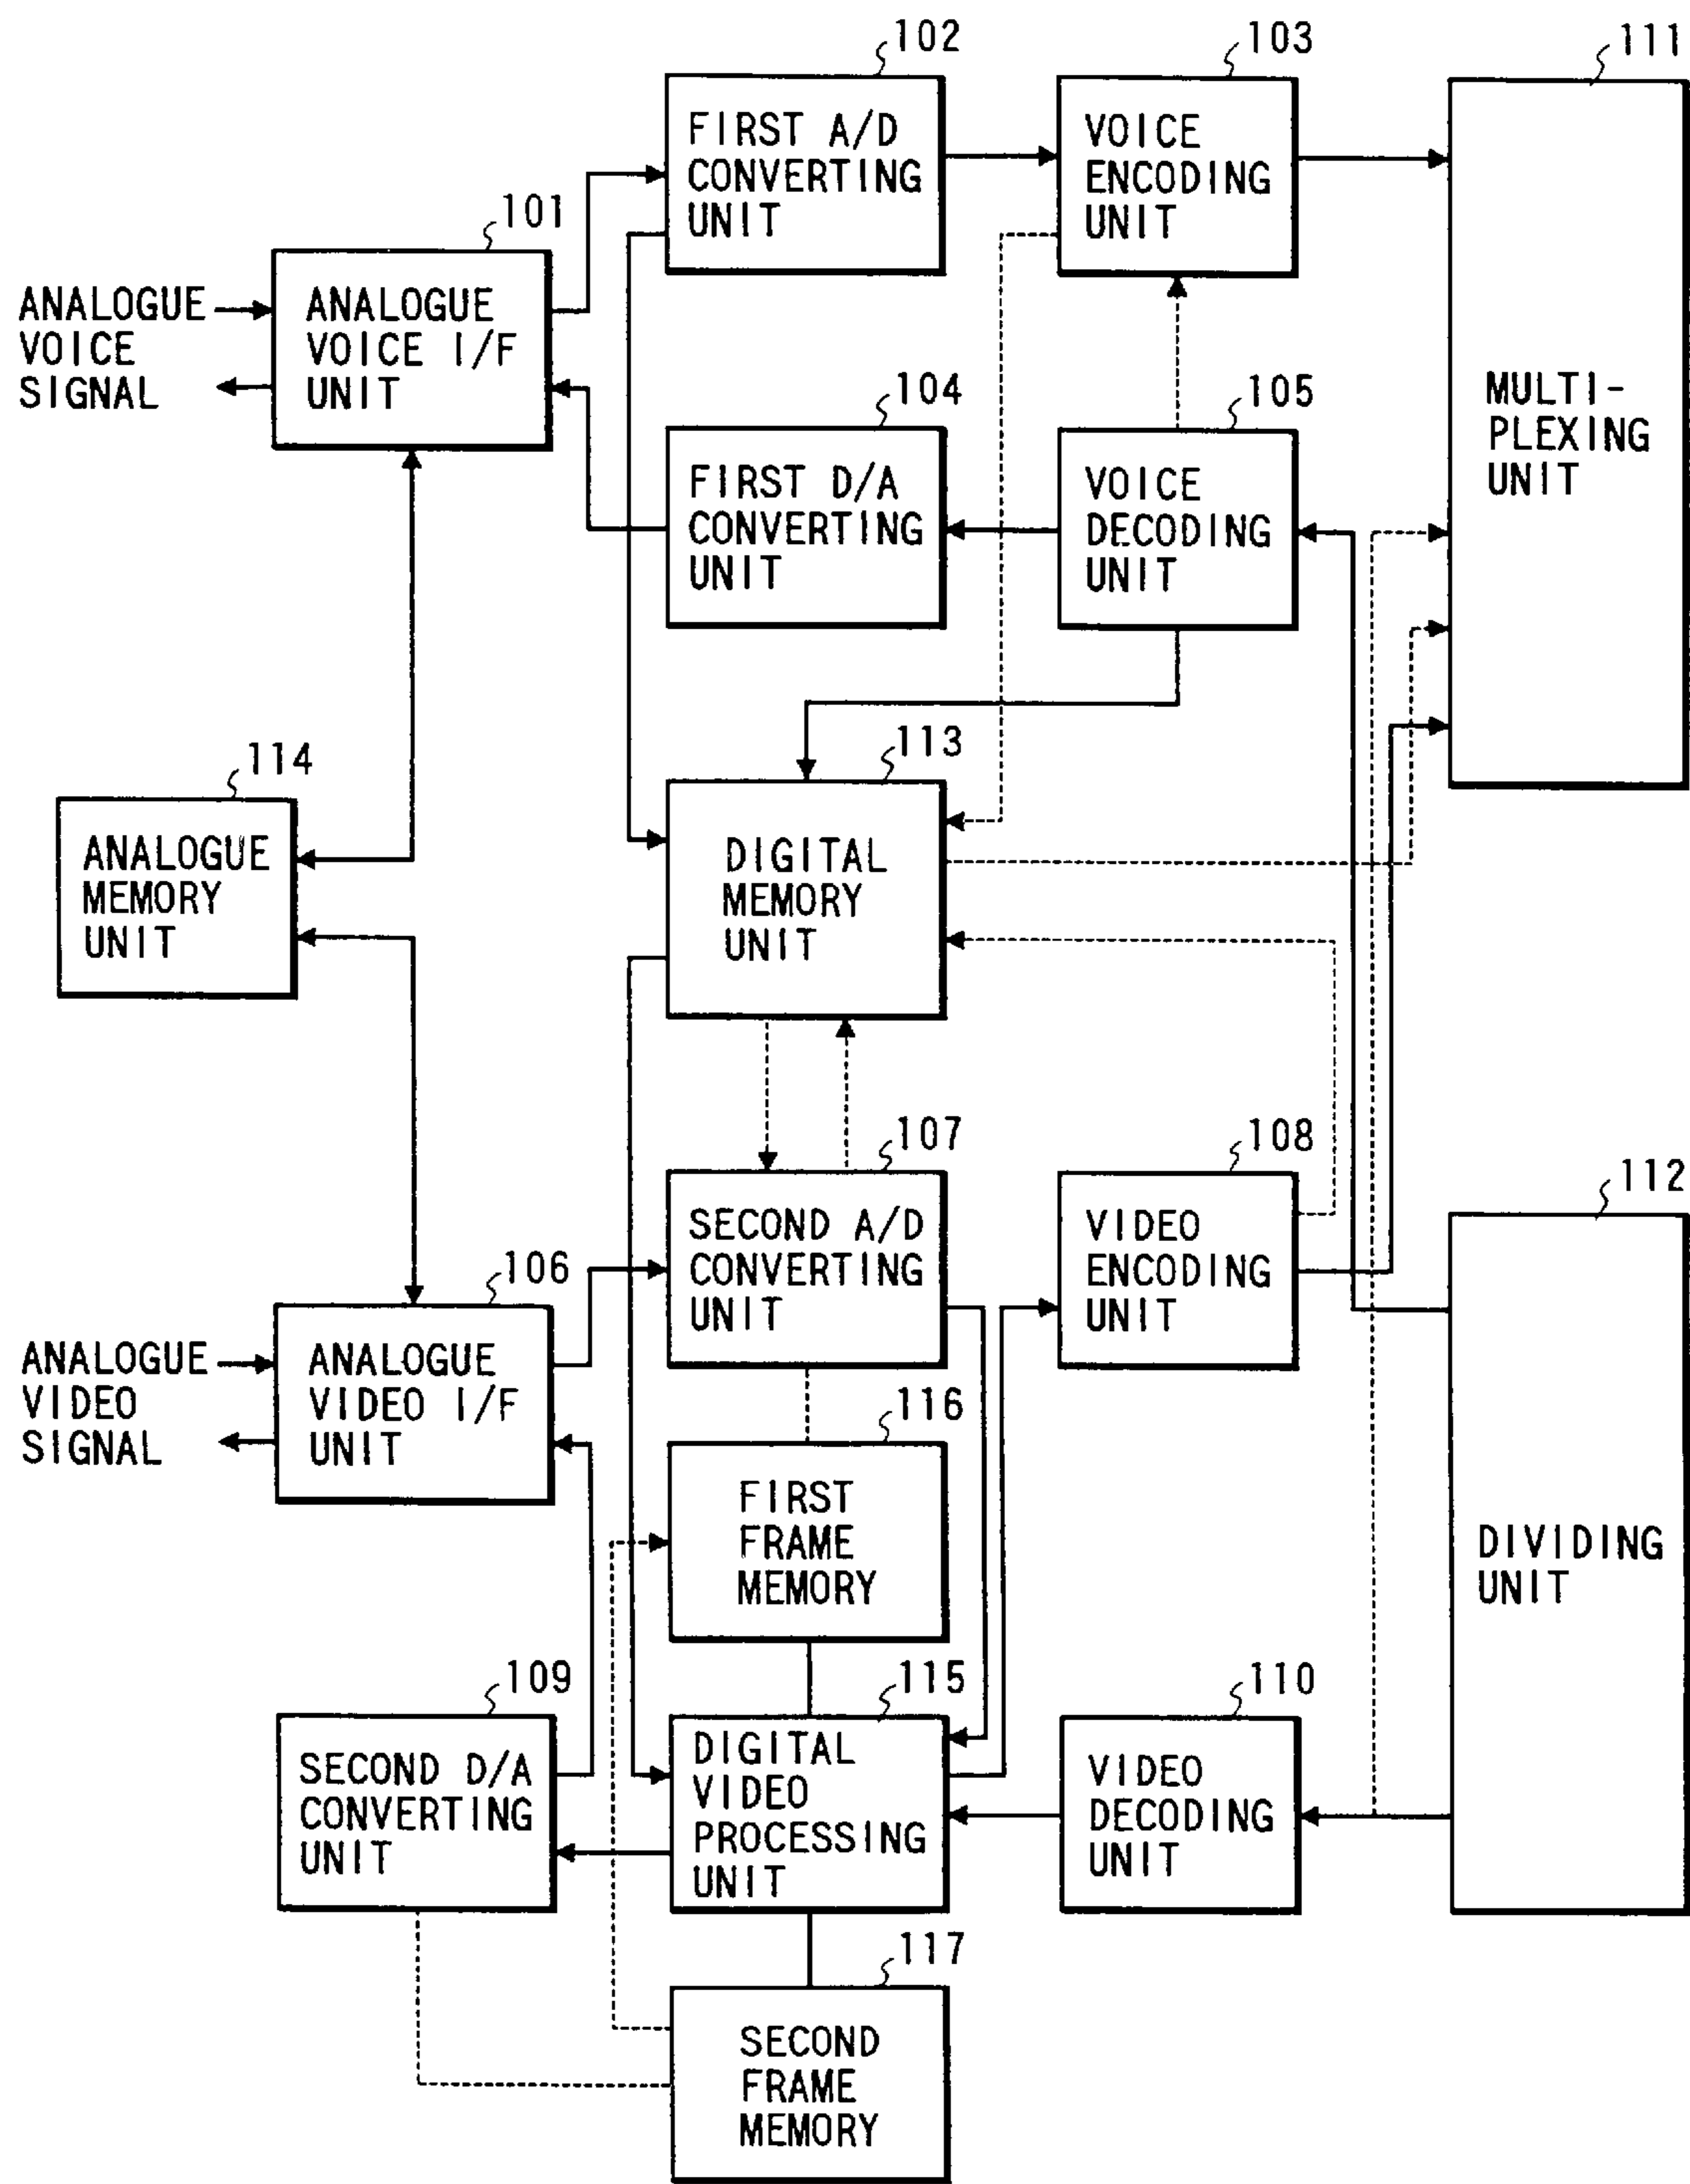 102
103
111
FIRST A/D
CONVERTING
UNIT
VOICE
ENCODING
UNIT
101
ANALOGUE
VOICE
SIGNAL
ANALOGUE
VOICE I/F
UNIT
104
105
MULTI-
PLEXING
UNIT
FIRST D/A
CONVERTING
UNIT
VOICE
DECODING
UNIT
114
113
ANALOGUE
MEMORY
UNIT
DIGITAL
MEMORY
UNIT
107
108
112
SECOND A/D
CONVERTING
UNIT
VIDEO
ENCODING
UNIT
106
ANALOGUE
VIDEO
SIGNAL
ANALOGUE
VIDEO I/F
UNIT
116
FIRST
FRAME
MEMORY
DIVIDING
UNIT
109
115
110
SECOND D/A
CONVERTING
UNIT
DIGITAL
VIDEO
PROCESSING
UNIT
VIDEO
DECODING
UNIT
117
SECOND
FRAME
MEMORY